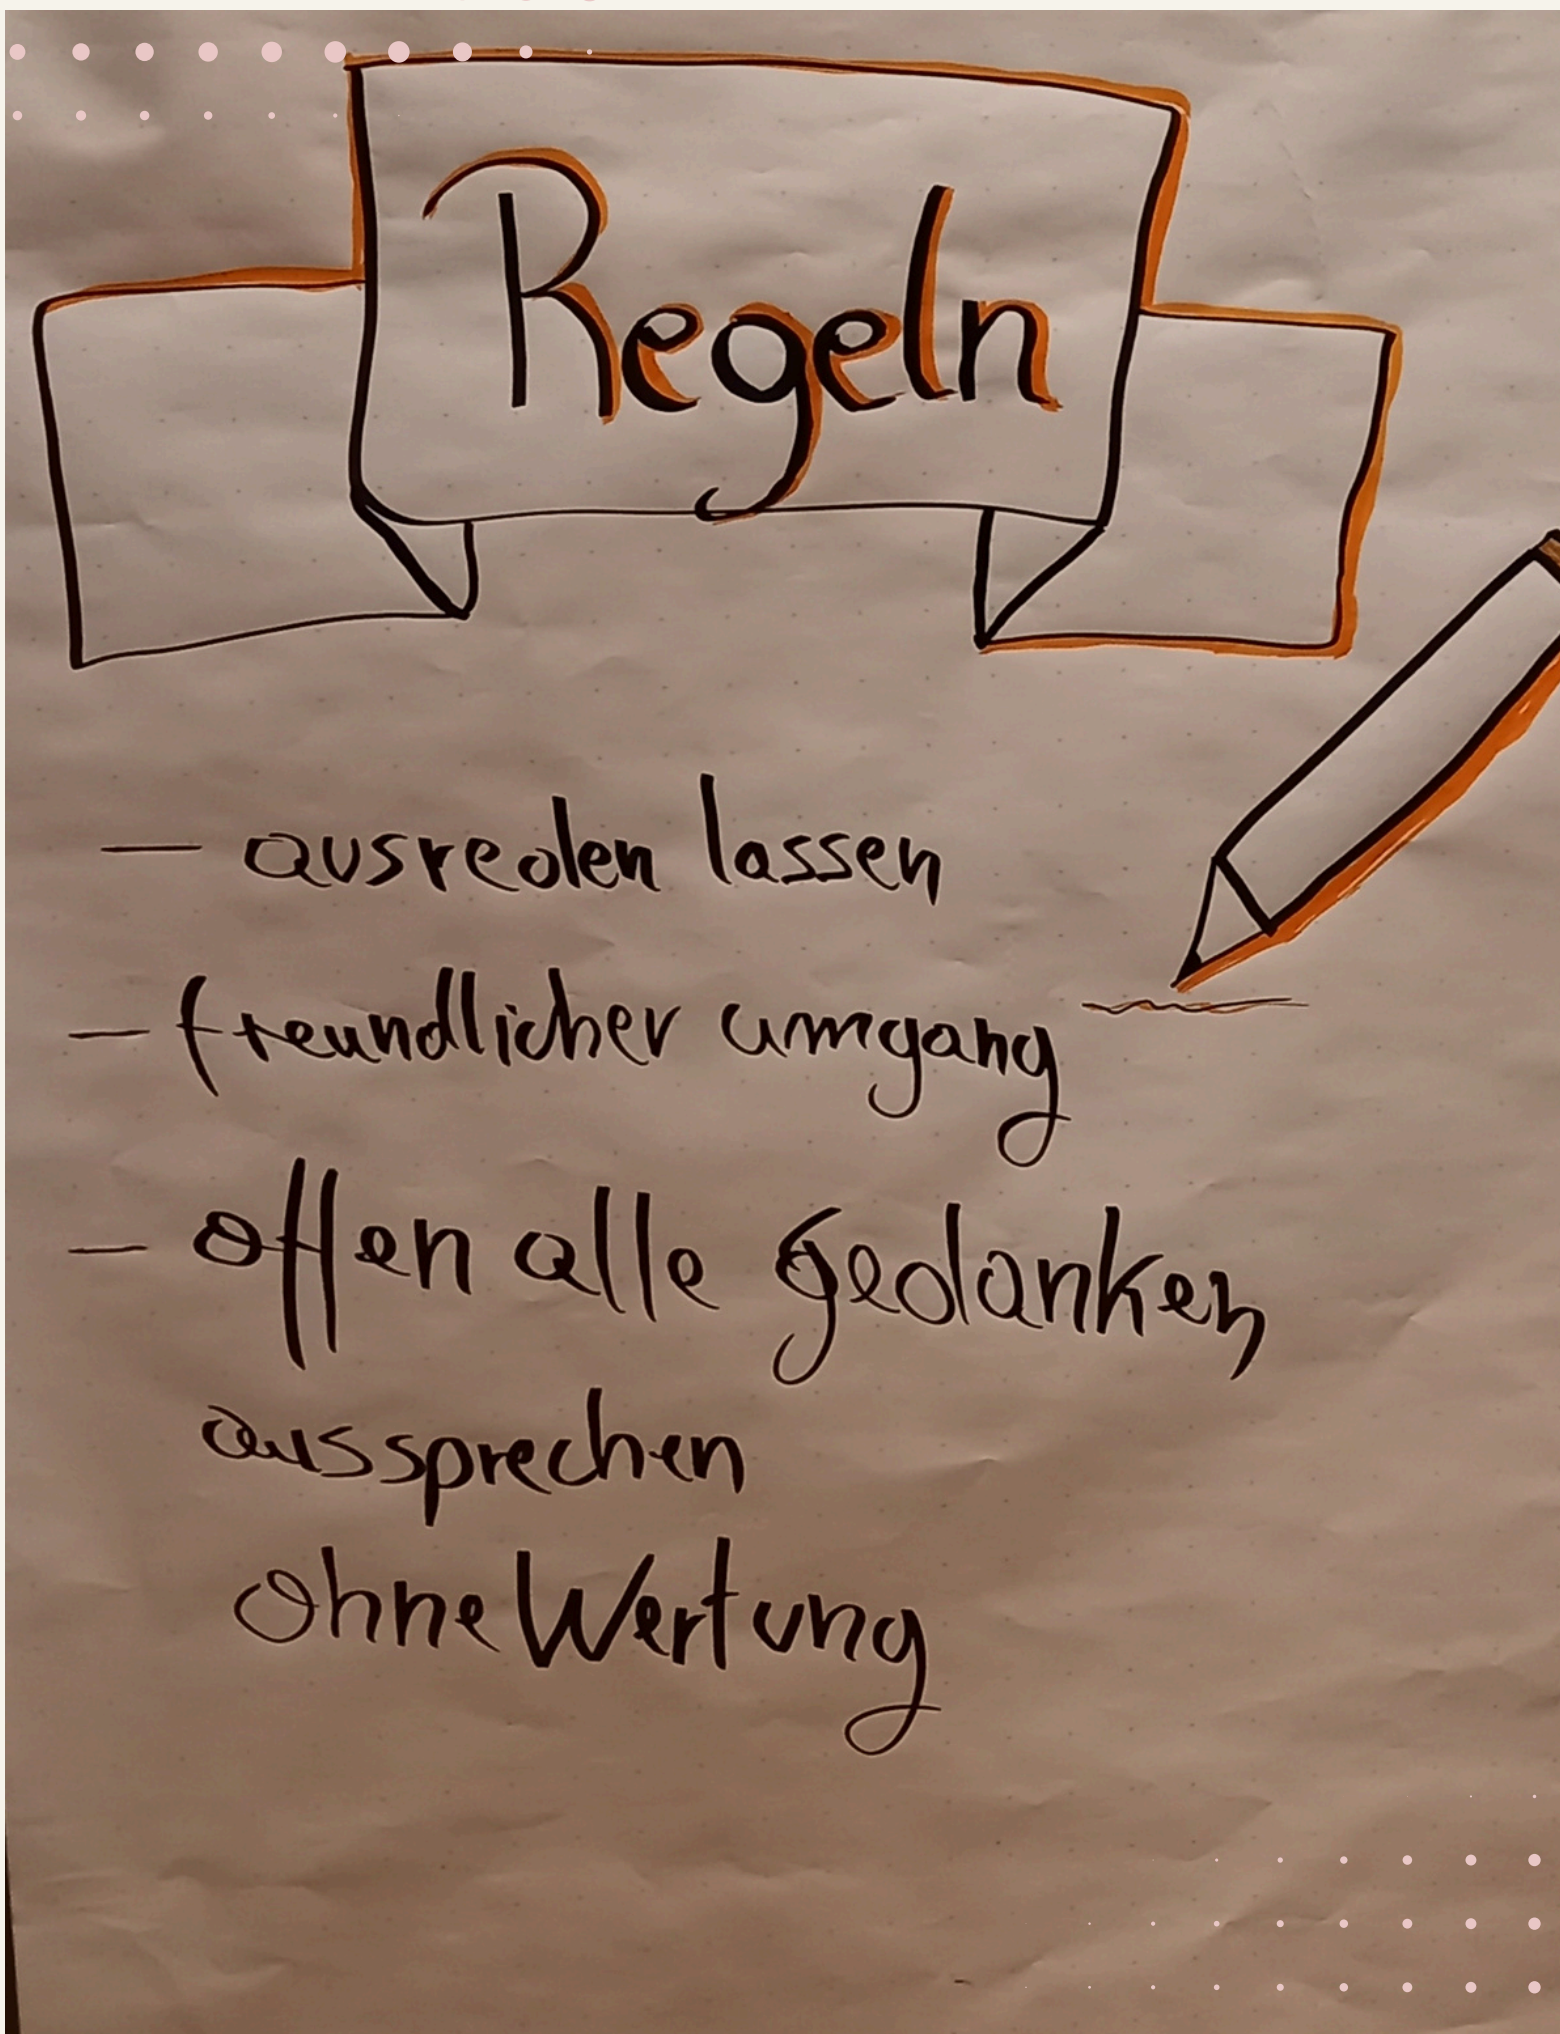 Regeln
– ausreden lassen
– freundlicher umgang
– offen alle gedanken
aussprechen
ohne Wertung